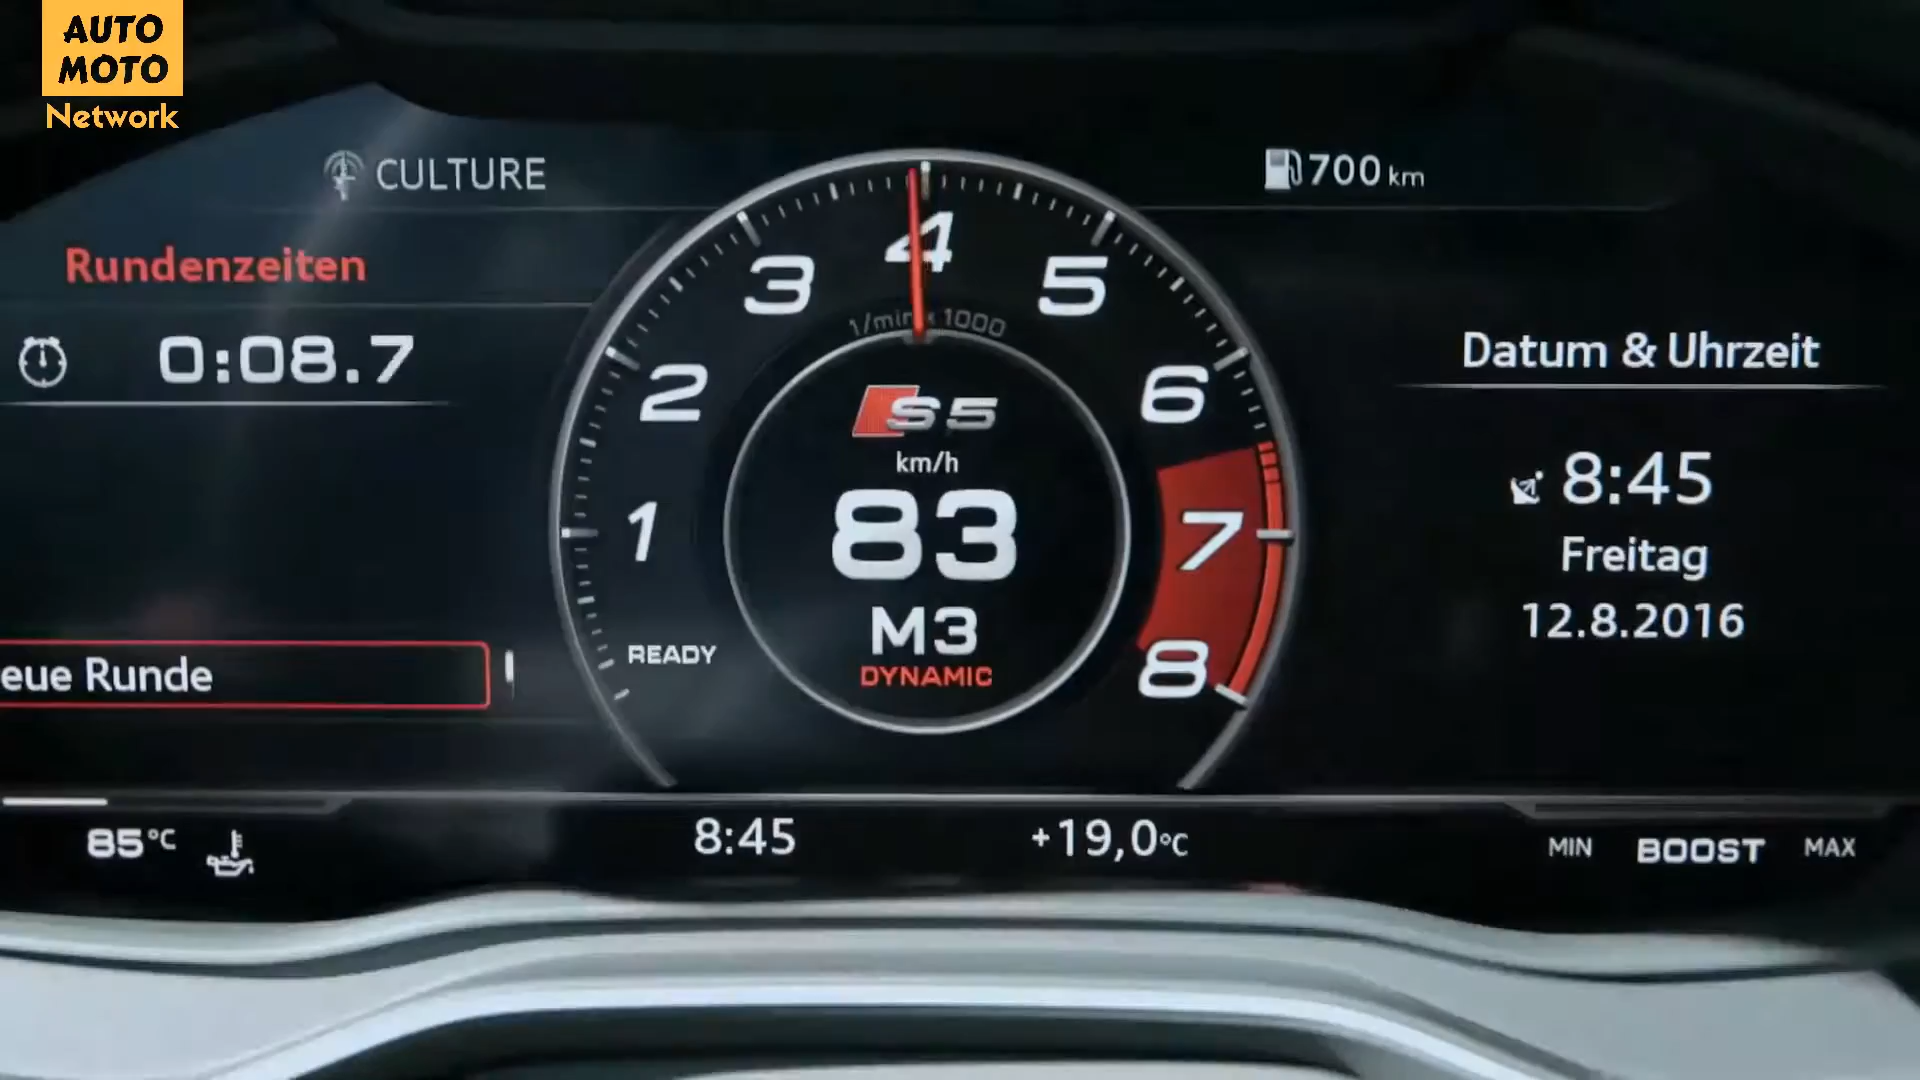 AUTO
MOTO
Network
CULTURE
700 km
Rundenzeiten
0:08.7
eue Runde
1
2
3
4
5
6
7
8
1/min x 1000
S5
km/h
83
M3
DYNAMIC
READY
Datum & Uhrzeit
8:45
Freitag
12.8.2016
85°C
8:45
+19,0°C
MIN BOOST MAX